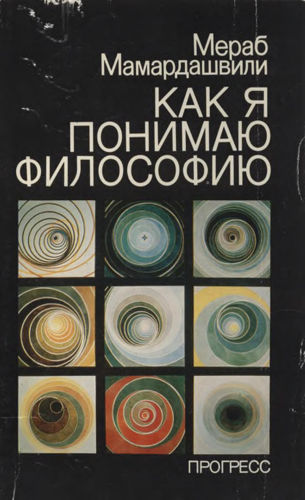 Мераб
Мамардашвили
КАК Я
ПОНИМАЮ
ФИЛОСОФИЮ
ПРОГРЕСС